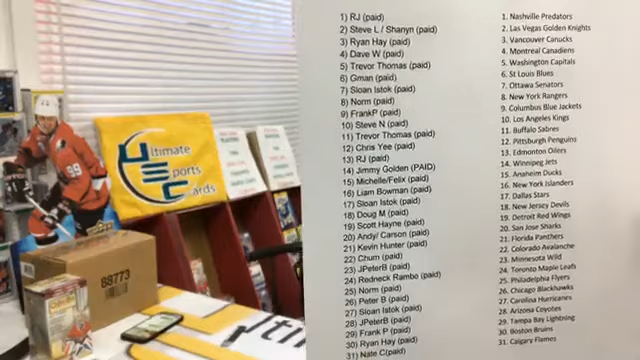 Ultimate
Sports
Cards
99
88773
1) RJ (paid)
2) Steve L / Shanyn (paid)
3) Ryan Hay (paid)
4) Dave W (paid)
5) Trevor Thomas (paid)
6) Gman (paid)
7) Sloan Istok (paid)
8) Norm (paid)
9) FrankP (paid)
10) Steve N (paid)
11) Trevor Thomas (paid)
12) Chris Yee (paid)
13) RJ (paid)
14) Jimmy Golden (PAID)
15) Michelle/Felix (paid)
16) Liam Bowman (paid)
17) Sloan Istok (paid)
18) Doug M (paid)
19) Scott Hayne (paid)
20) Andy/ Carson (paid)
21) Kevin Hunter (paid)
22) Chum (paid)
23) JPeterB (paid)
24) Redneck Rambo (paid)
25) Norm (paid)
26) Peter B (paid)
27) Sloan Istok (paid)
28) JPeterB (paid)
29) Frank P (paid)
30) Ryan Hay (paid)
31) Nate C(paid)
1. Nashville Predators
2. Las Vegas Golden Knights
3. Vancouver Canucks
4. Montreal Canadiens
5. Washington Capitals
6. St Louis Blues
7. Ottawa Senators
8. New York Rangers
9. Columbus Blue Jackets
10. Los Angeles Kings
11. Buffalo Sabres
12. Pittsburgh Penguins
13. Edmonton Oilers
14. Winnipeg Jets
15. Anaheim Ducks
16. New York Islanders
17. Dallas Stars
18. New Jersey Devils
19. Detroit Red Wings
20. San Jose Sharks
21. Florida Panthers
22. Colorado Avalanche
23. Minnesota Wild
24. Toronto Maple Leafs
25. Philadelphia Flyers
26. Chicago Blackhawks
27. Carolina Hurricanes
28. Arizona Coyotes
29. Tampa Bay Lightning
30. Boston Bruins
31. Calgary Flames